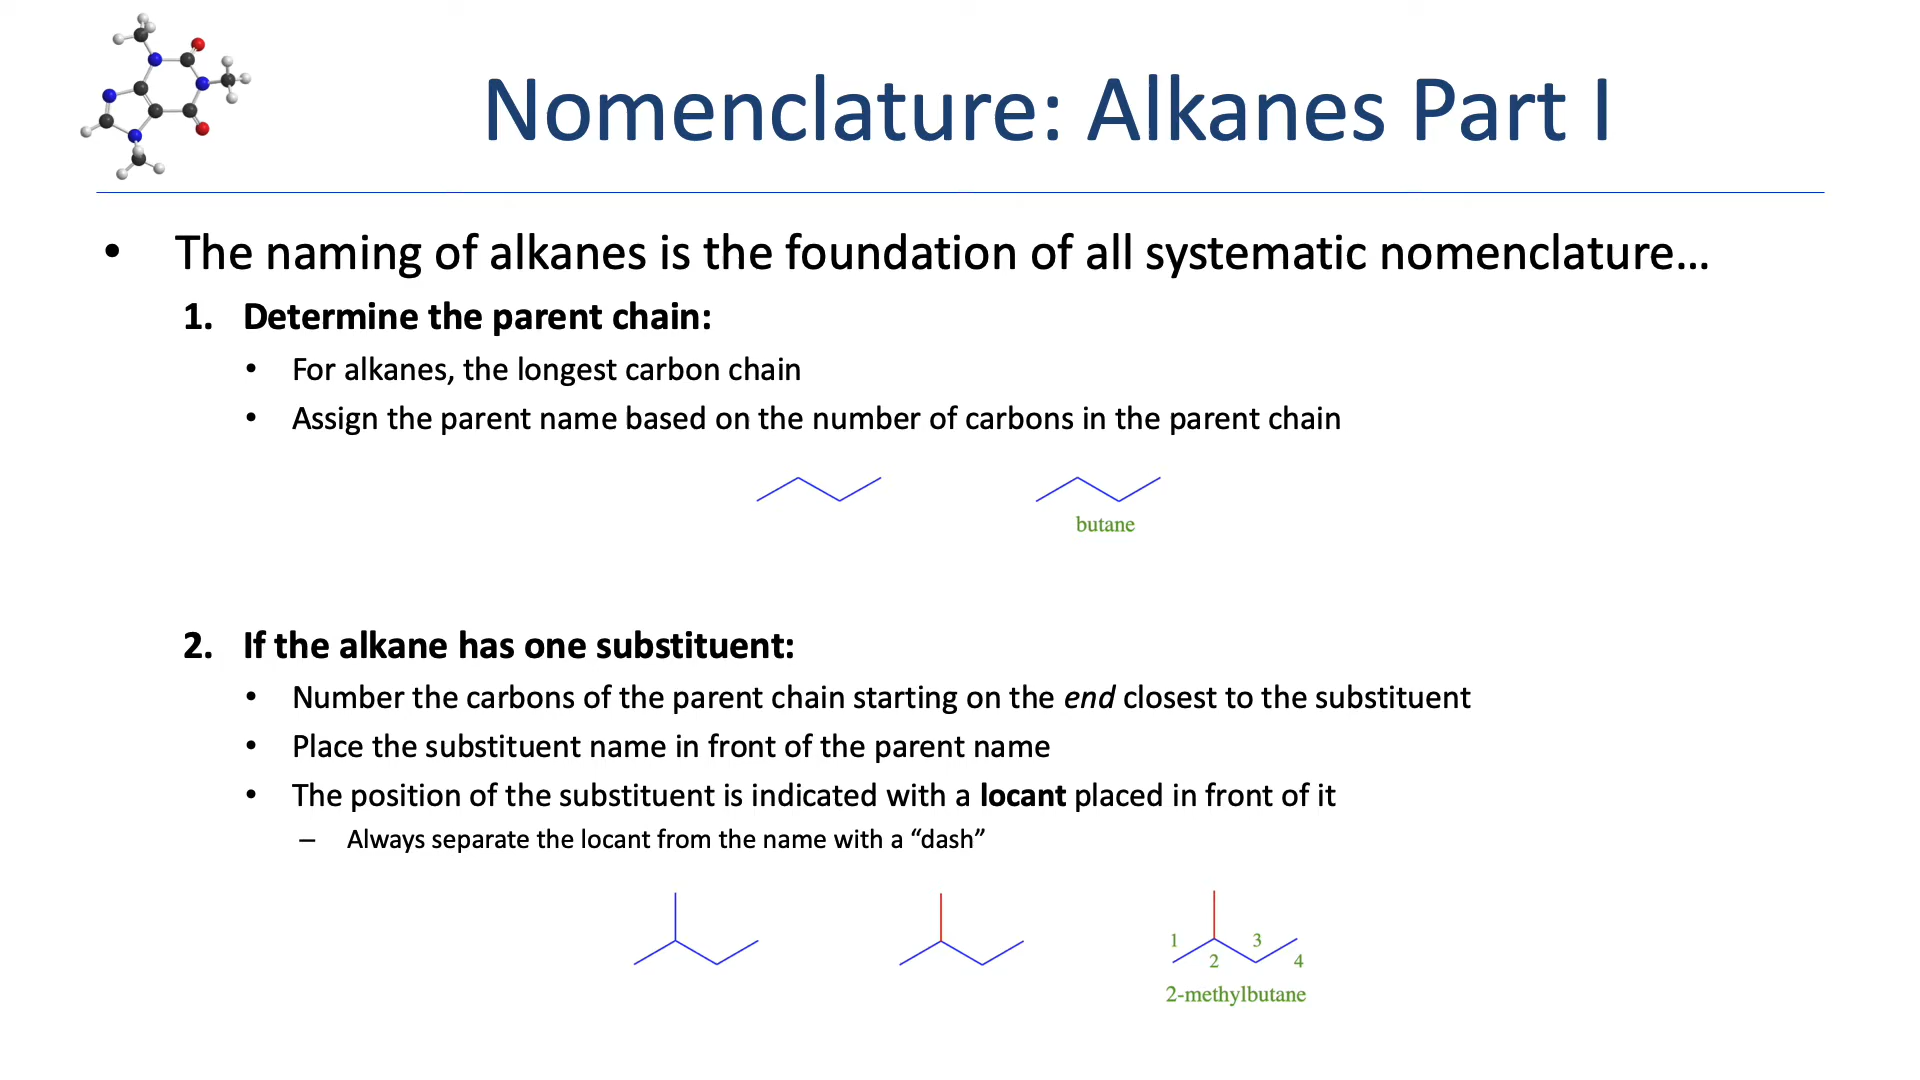 Nomenclature: Alkanes Part I
• The naming of alkanes is the foundation of all systematic nomenclature…
1. Determine the parent chain:
• For alkanes, the longest carbon chain
• Assign the parent name based on the number of carbons in the parent chain
butane
2. If the alkane has one substituent:
• Number the carbons of the parent chain starting on the end closest to the substituent
• Place the substituent name in front of the parent name
• The position of the substituent is indicated with a locant placed in front of it
– Always separate the locant from the name with a “dash”
1 3
2 4
2-methylbutane